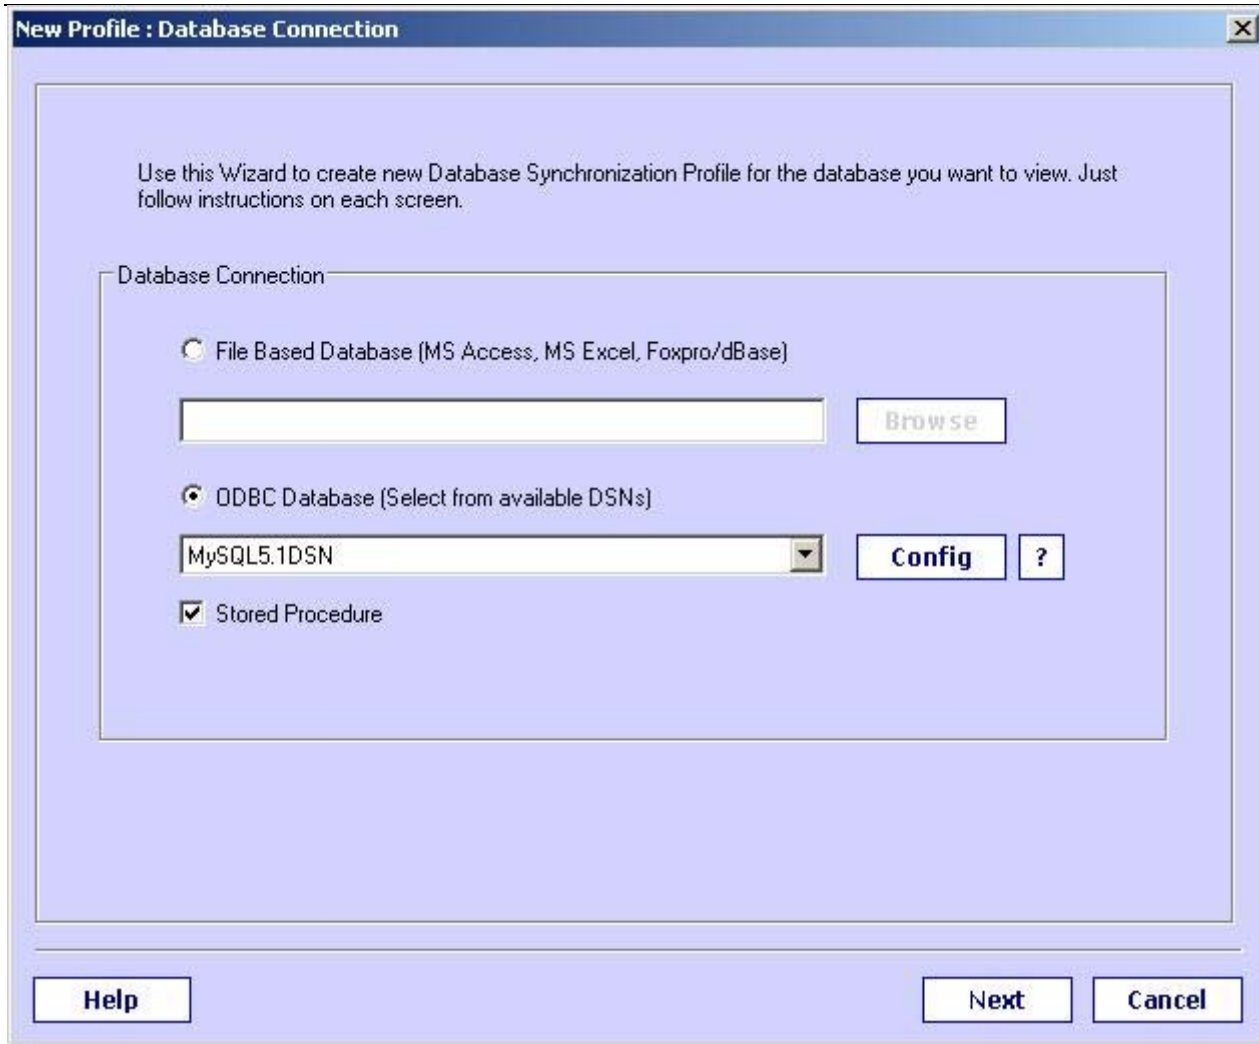 New Profile : Database Connection
Use this Wizard to create new Database Synchronization Profile for the database you want to view. Just
follow instructions on each screen.
Database Connection
File Based Database (MS Access, MS Excel, Foxpro/dBase)
Browse
ODBC Database (Select from available DSNs)
MySQL5.1DSN
Config ?
Stored Procedure
Help Next Cancel